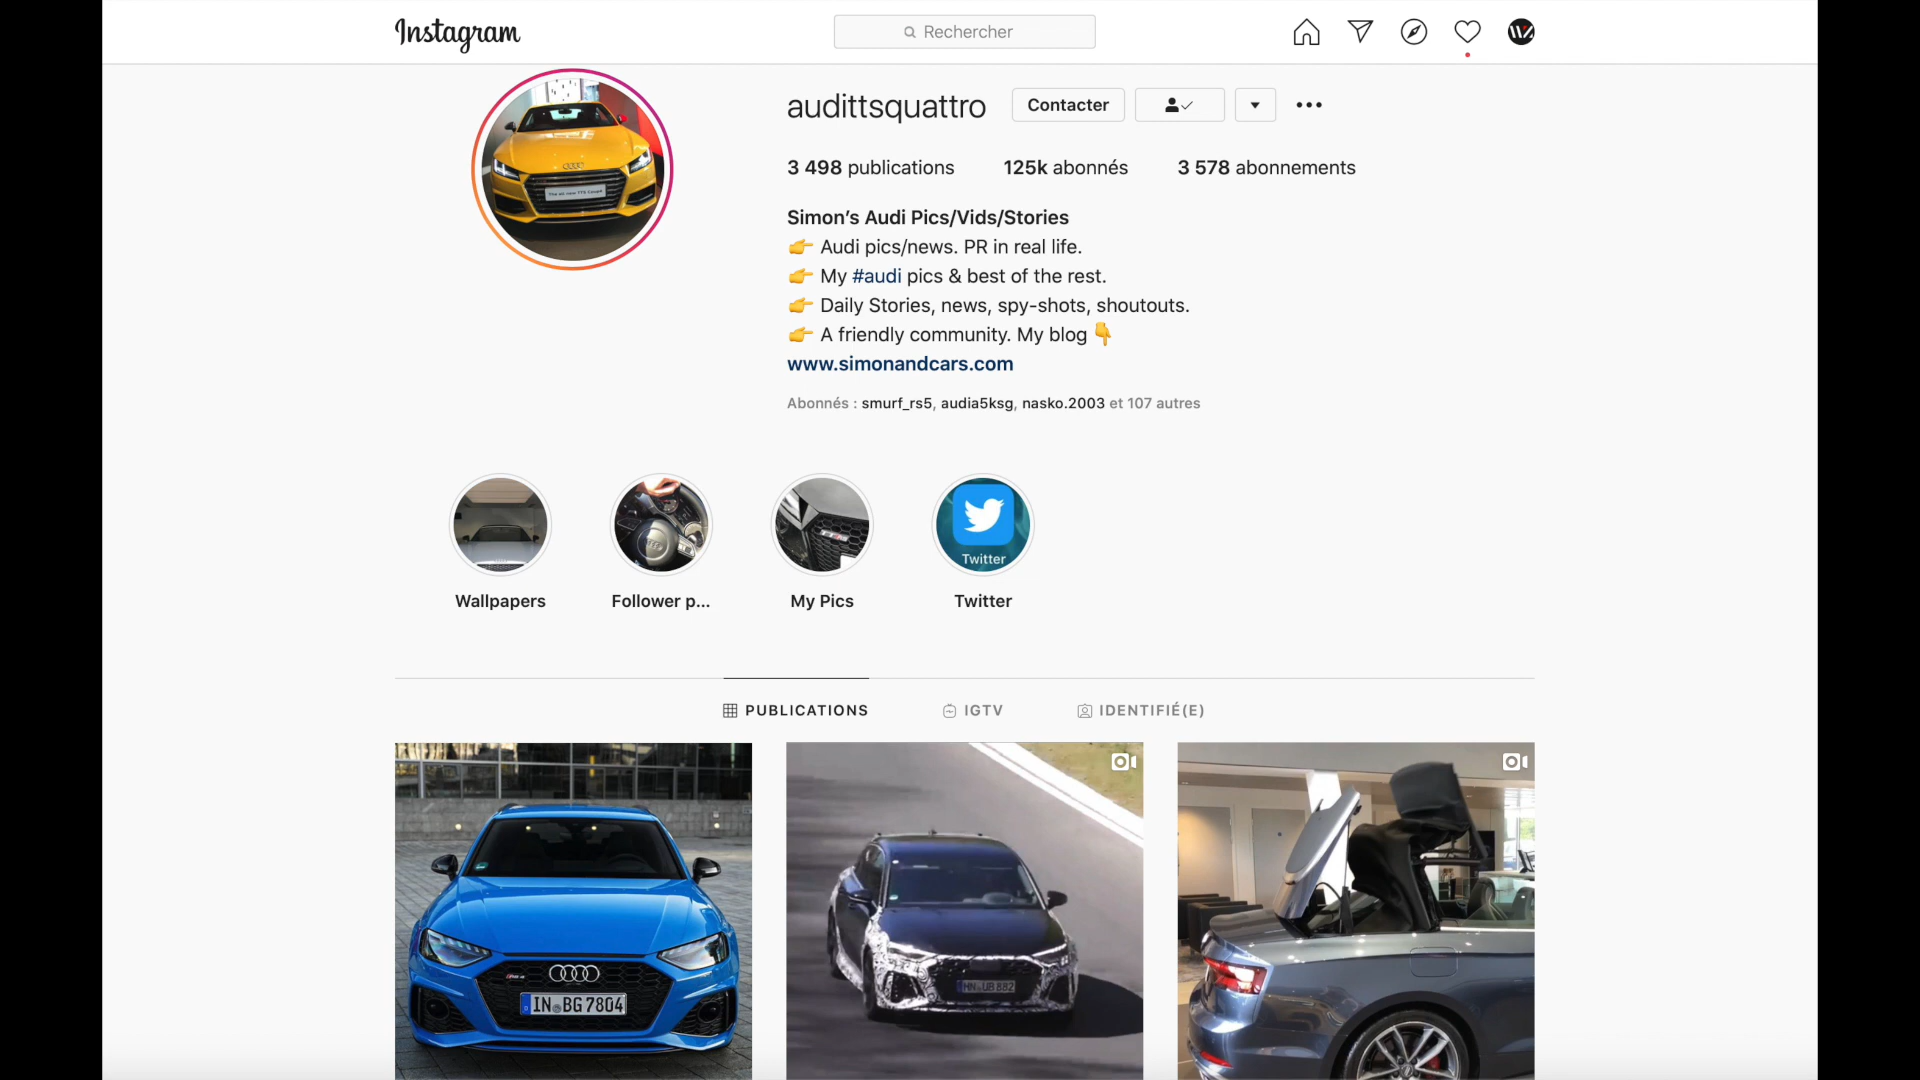 Instagram
Rechercher
audittsquattro
Contacter
3 498 publications 125k abonnés 3 578 abonnements
Simon’s Audi Pics/Vids/Stories
👉 Audi pics/news. PR in real life.
👉 My #audi pics & best of the rest.
👉 Daily Stories, news, spy-shots, shoutouts.
👉 A friendly community. My blog 👇
www.simonandcars.com
Abonnés : smurf_rs5, audia5ksg, nasko.2003 et 107 autres
Twitter
Wallpapers
Follower p...
My Pics
Twitter
PUBLICATIONS
IGTV
IDENTIFIÉ(E)
IN BG 7804